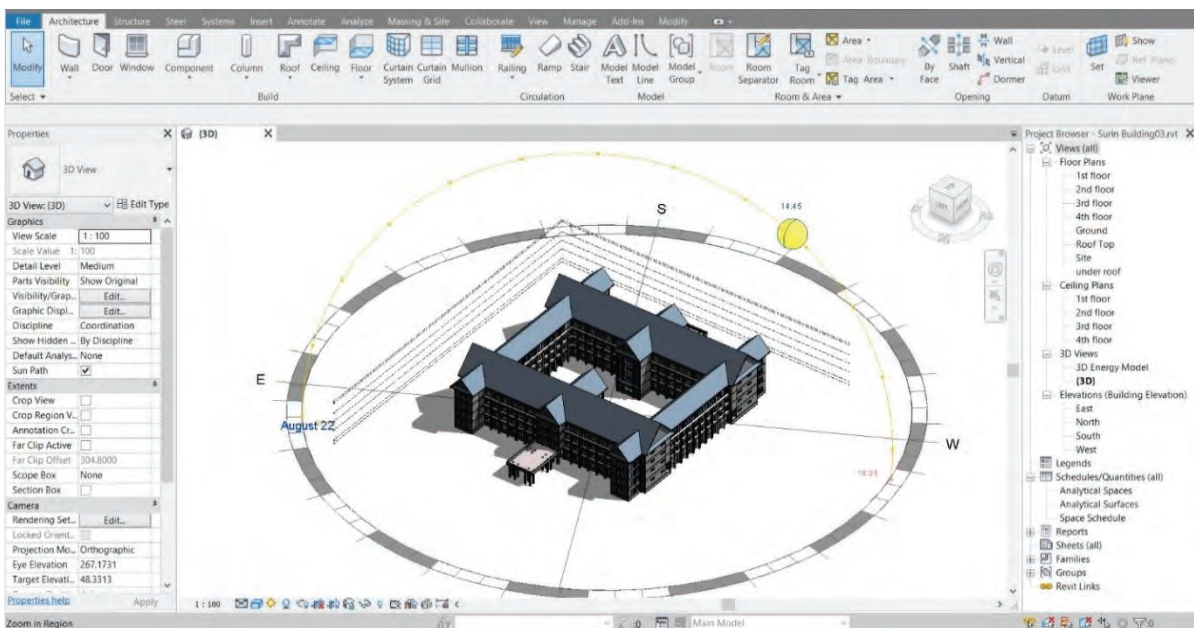 File Architecture Structure Steel Systems Insert Annotate Analyze Massing & Site Collaborate View Manage Add-Ins Modify
Modify Wall Door Window Component Column Roof Ceiling Floor Curtain System Curtain Grid Mullion Railing Ramp Stair Model Text Model Line Model Group Room Room Separator Tag Room Area Area Boundary Tag Area By Face Shaft Wall Vertical Dormer Level Grid Set Show Ref Plane Viewer
Select Build Circulation Model Room & Area Opening Datum Work Plane
Properties
3D View
3D View: (3D) Edit Type
Graphics
View Scale 1 : 100
Scale Value 1: 100
Detail Level Medium
Parts Visibility Show Original
Visibility/Grap... Edit...
Graphic Displ... Edit...
Discipline Coordination
Show Hidden ... By Discipline
Default Analys... None
Sun Path
Extents
Crop View
Crop Region V...
Annotation Cr...
Far Clip Active
Far Clip Offset 304.8000
Scope Box None
Section Box
Camera
Rendering Set... Edit...
Locked Orient...
Projection Mo... Orthographic
Eye Elevation 267.1731
Target Elevati... 48.3313
Properties help Apply
Zoom in Region
(3D)
S
14:45
E
August 22
W
18:25
1 : 100
:0 Main Model
Project Browser - Surin Building03.rvt
Views (all)
Floor Plans
1st floor
2nd floor
3rd floor
4th floor
Ground
Roof Top
Site
under roof
Ceiling Plans
1st floor
2nd floor
3rd floor
4th floor
3D Views
3D Energy Model
(3D)
Elevations (Building Elevation)
East
North
South
West
Legends
Schedules/Quantities (all)
Analytical Spaces
Analytical Surfaces
Space Schedule
Reports
Sheets (all)
Families
Groups
Revit Links
:0